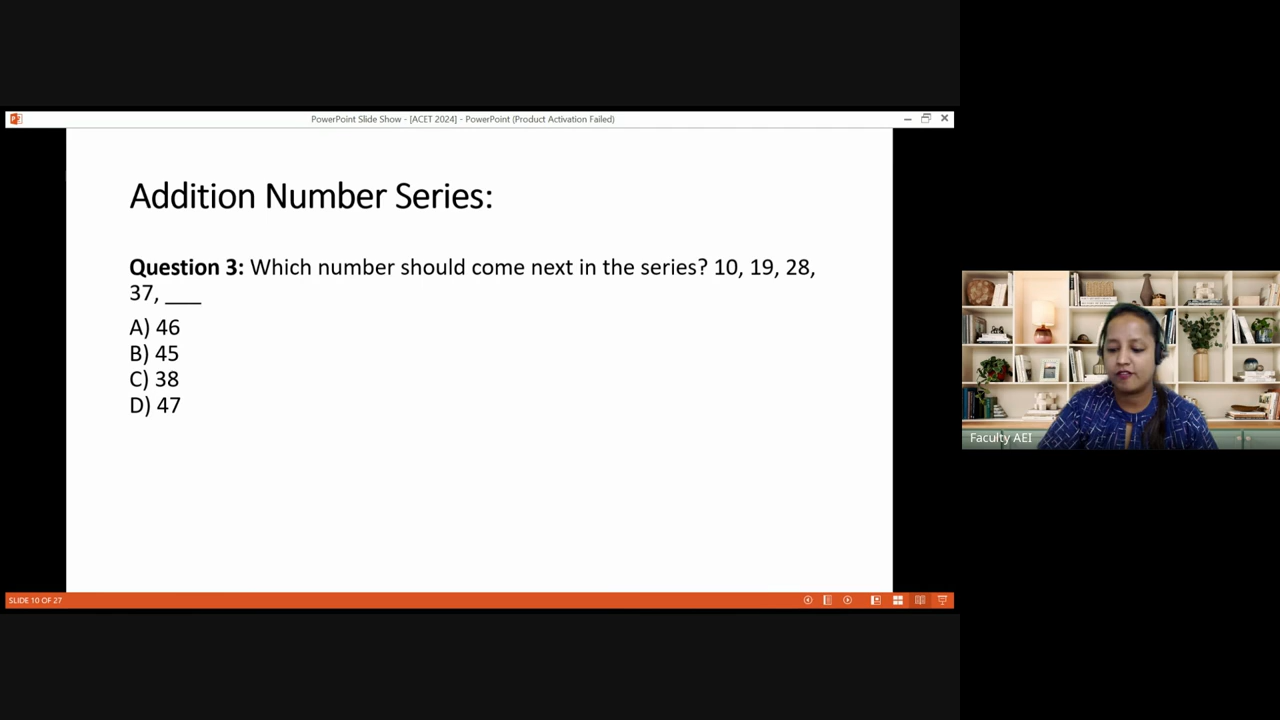 PowerPoint Slide Show - [ACET 2024] - PowerPoint (Product Activation Failed)
Addition Number Series:
Question 3: Which number should come next in the series? 10, 19, 28,
37, ___
A) 46
B) 45
C) 38
D) 47
Faculty AEI
SLIDE 10 OF 27